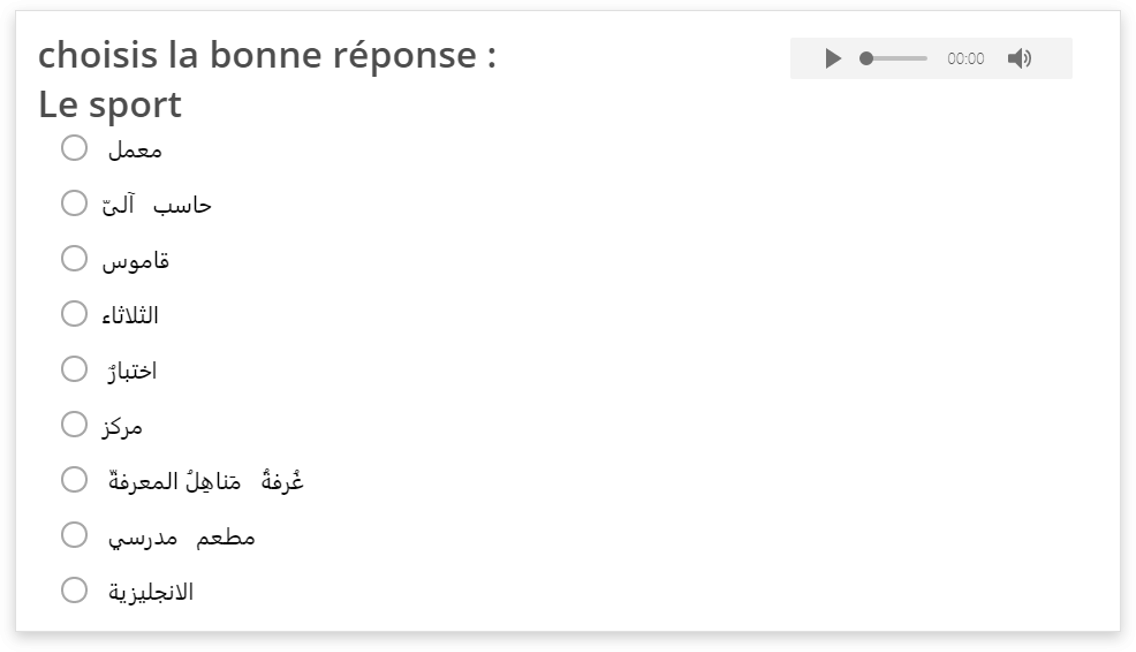 choisis la bonne réponse :
00:00
Le sport
معمل
حاسب آلىّ
قاموس
الثلاثاء
اختبارٌ
مركز
غُرفةُ مَناهِلُ المعرفةٌ
مطعم مدرسي
الانجليزية